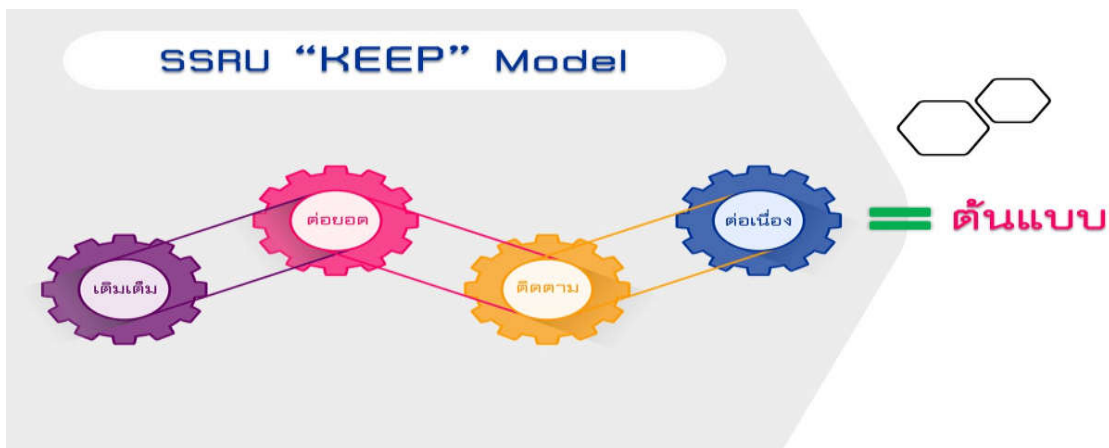 SSRU “KEEP” Model
เติมเต็ม
ต่อยอด
ติดตาม
ต่อเนื่อง
= ต้นแบบ